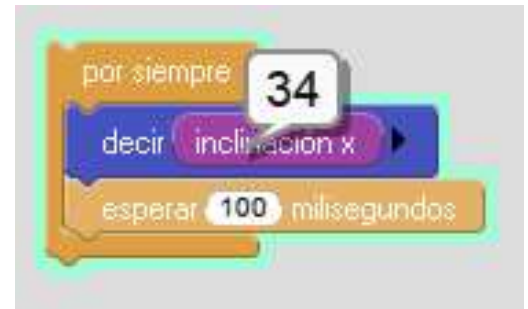 por siempre
34
decir inclinacion x
esperar 100 milisegundos